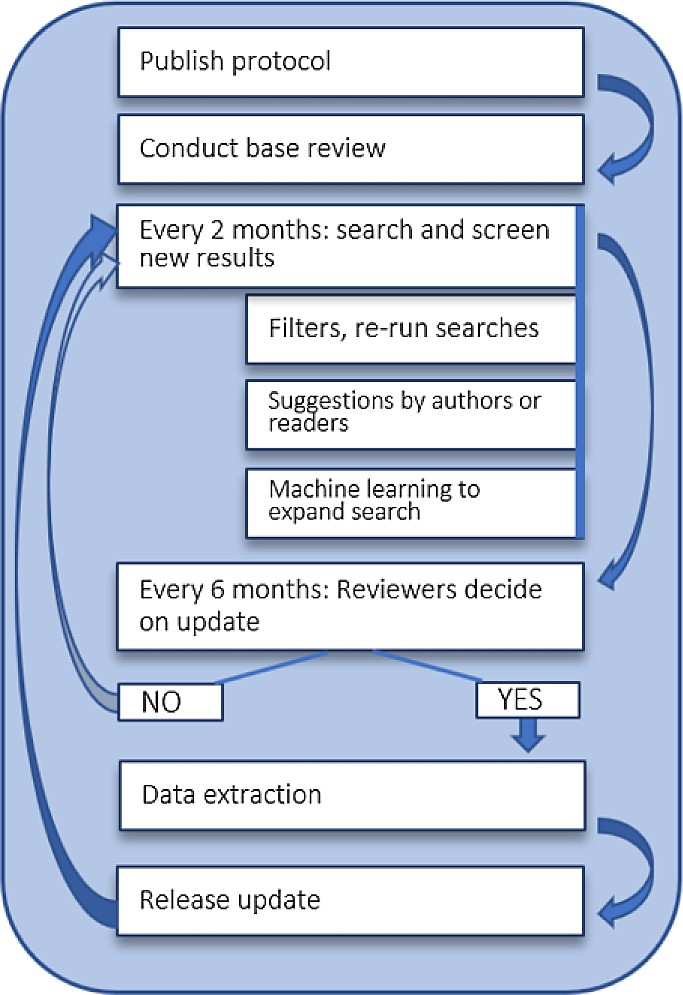 Publish protocol
Conduct base review
Every 2 months: search and screen
new results
Filters, re-run searches
Suggestions by authors or
readers
Machine learning to
expand search
Every 6 months: Reviewers decide
on update
NO
YES
Data extraction
Release update